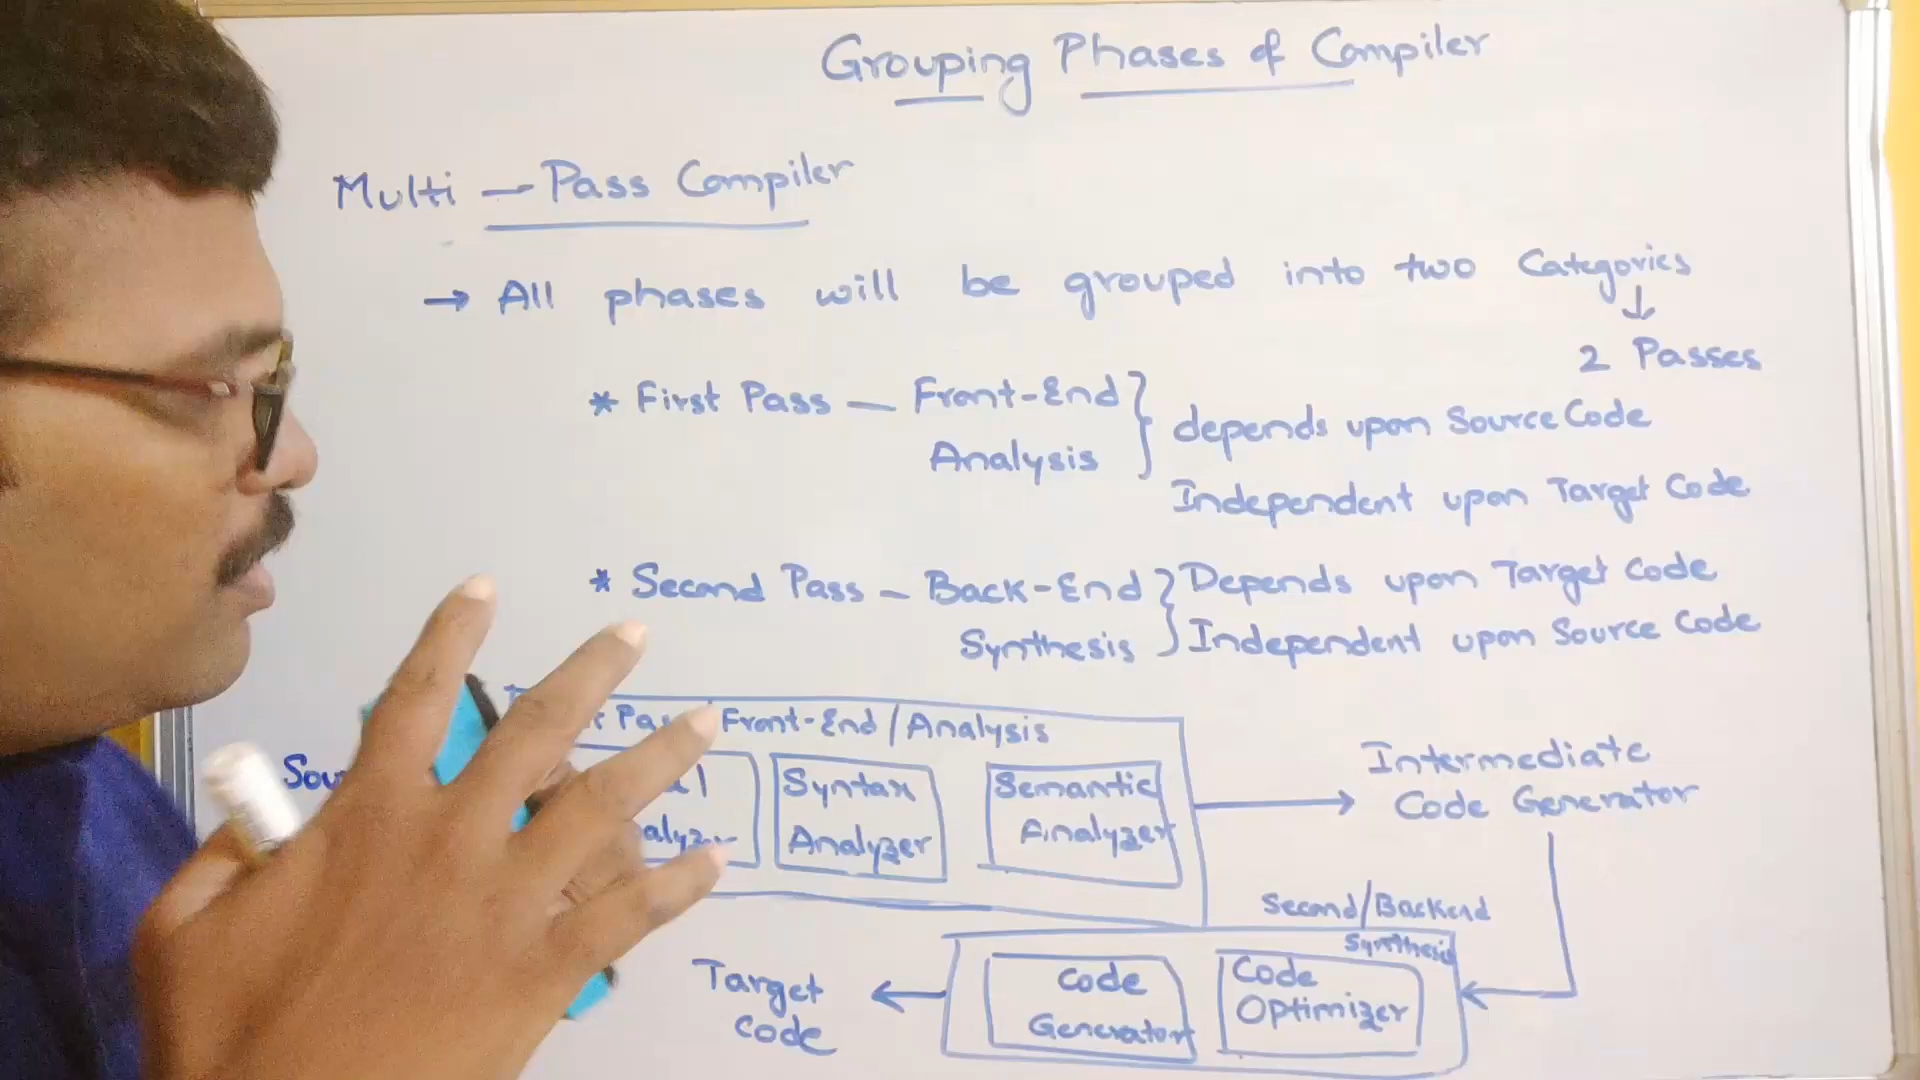 Grouping Phases of Compiler
Multi - Pass Compiler
→ All phases will be grouped into two Categories
↓
2 Passes
* First Pass - Front-End
Analysis
depends upon Source Code
Independent upon Target Code
* Second Pass - Back-End
Synthesis
Depends upon Target Code
Independent upon Source Code
Front-End / Analysis
Syntax
Analyzer
Semantic
Analyzer
Intermediate
Code Generator
Second/Backend
Synthesis
Code
Generator
Code
Optimizer
Target
Code